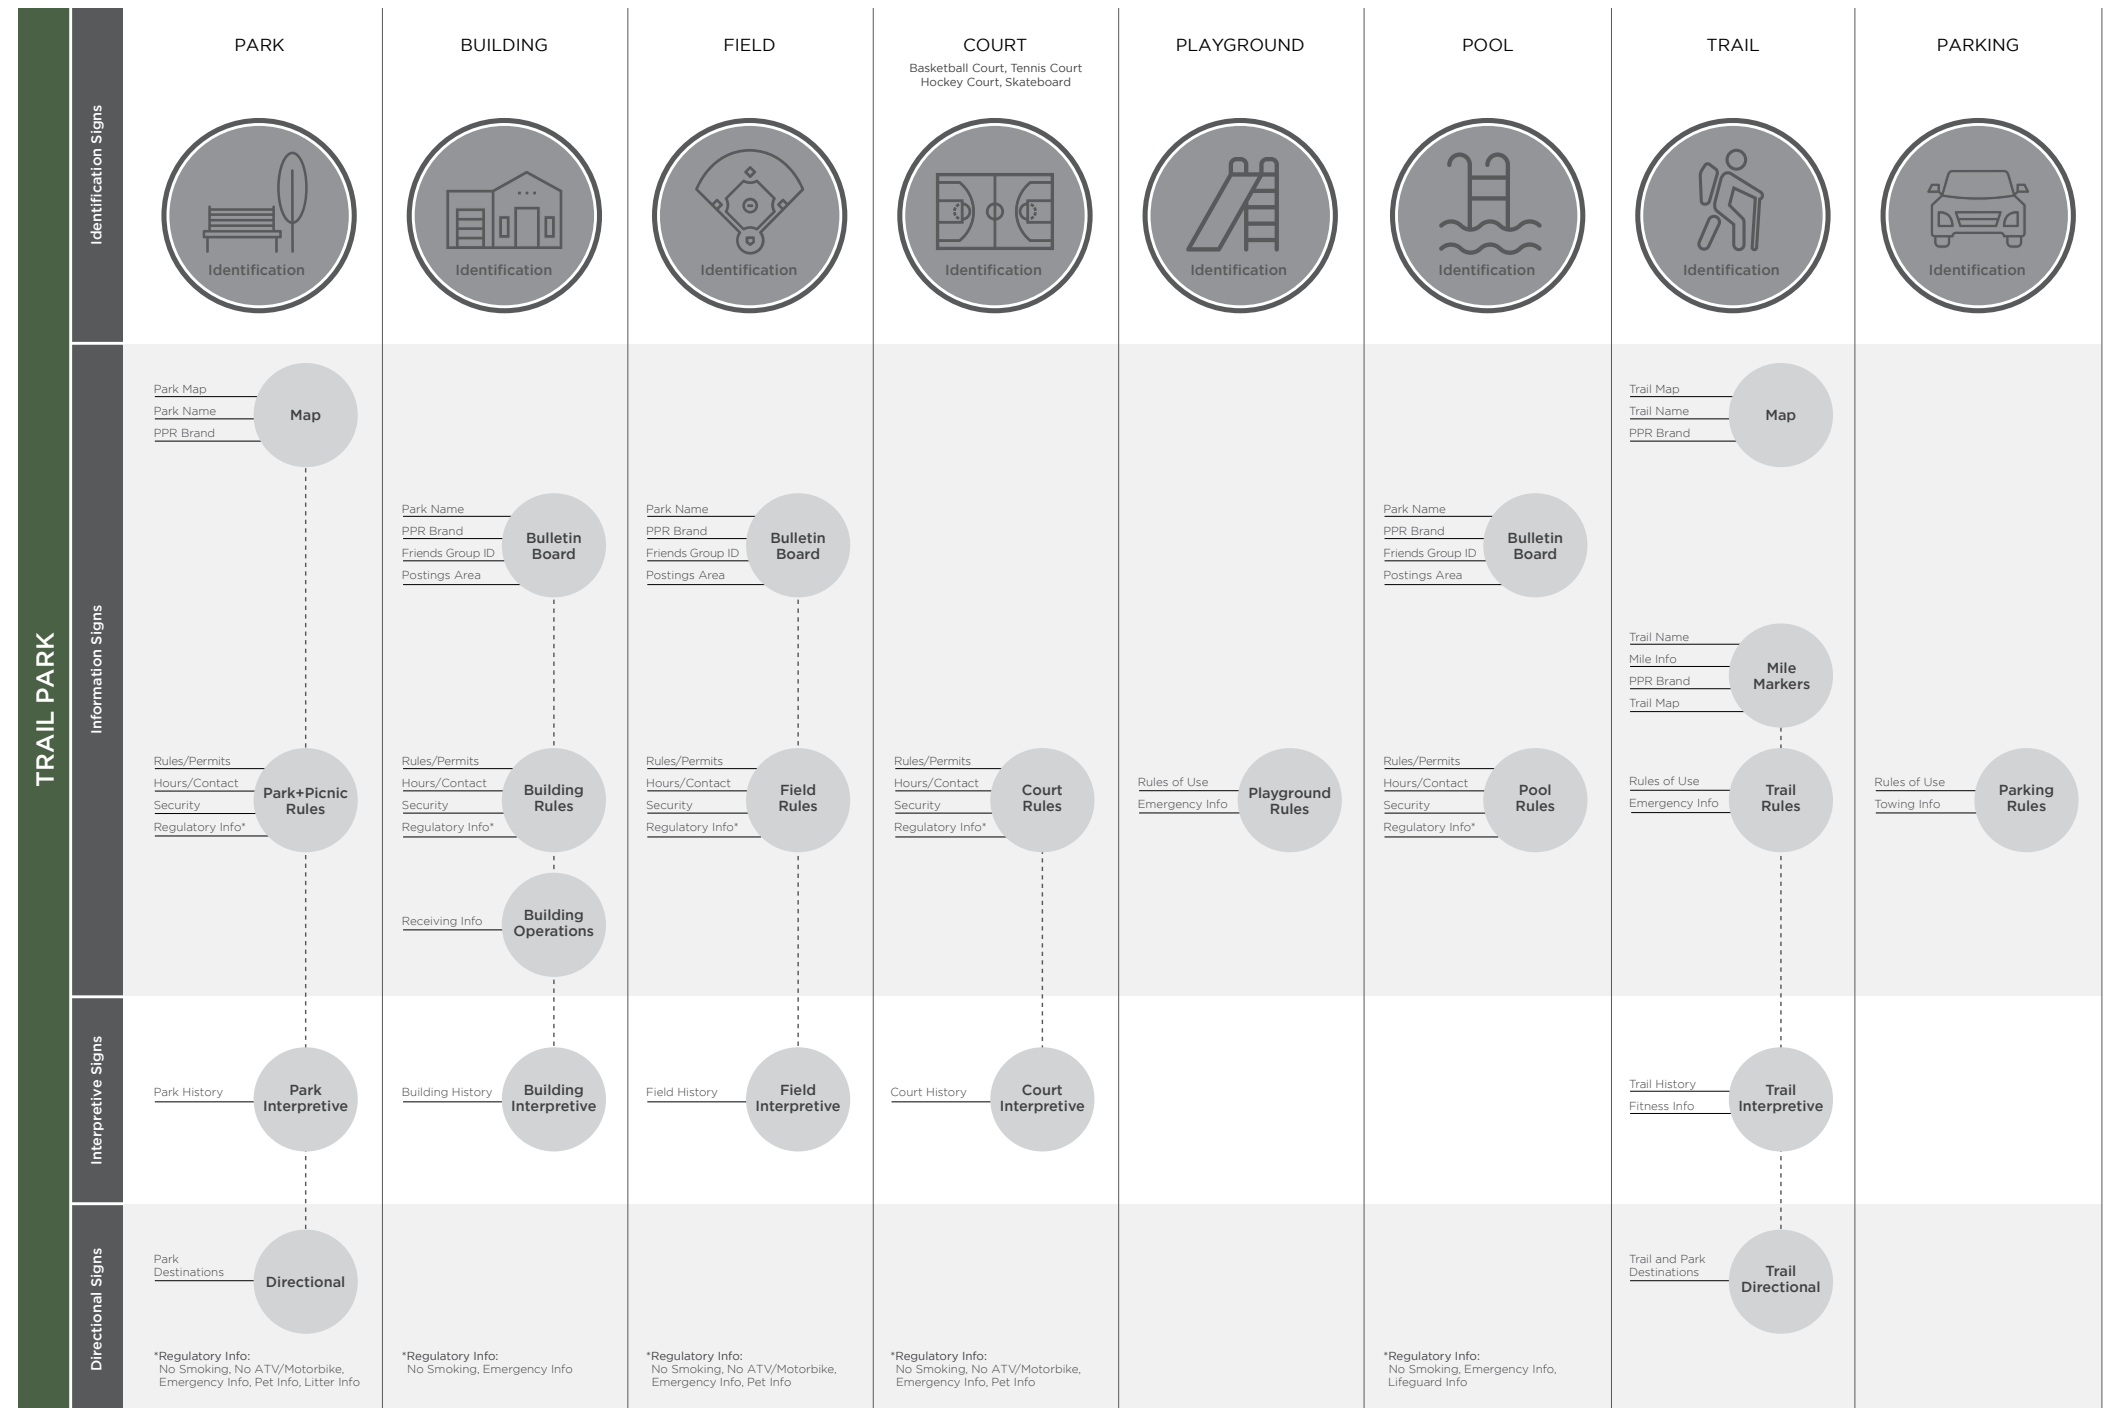 TRAIL PARK
Identification Signs
Information Signs
Interpretive Signs
Directional Signs
PARK
Identification
Park Map
Park Name
PPR Brand
Map
Rules/Permits
Hours/Contact
Security
Regulatory Info*
Park+Picnic
Rules
Park History
Park
Interpretive
Park
Destinations
Directional
*Regulatory Info:
No Smoking, No ATV/Motorbike,
Emergency Info, Pet Info, Litter Info
BUILDING
Identification
Park Name
PPR Brand
Friends Group ID
Postings Area
Bulletin
Board
Rules/Permits
Hours/Contact
Security
Regulatory Info*
Building
Rules
Receiving Info
Building
Operations
Building History
Building
Interpretive
*Regulatory Info:
No Smoking, Emergency Info
FIELD
Identification
Park Name
PPR Brand
Friends Group ID
Postings Area
Bulletin
Board
Rules/Permits
Hours/Contact
Security
Regulatory Info*
Field
Rules
Field History
Field
Interpretive
*Regulatory Info:
No Smoking, No ATV/Motorbike,
Emergency Info, Pet Info
COURT
Basketball Court, Tennis Court
Hockey Court, Skateboard
Identification
Rules/Permits
Hours/Contact
Security
Regulatory Info*
Court
Rules
Court History
Court
Interpretive
*Regulatory Info:
No Smoking, No ATV/Motorbike,
Emergency Info, Pet Info
PLAYGROUND
Identification
Rules of Use
Emergency Info
Playground
Rules
POOL
Identification
Park Name
PPR Brand
Friends Group ID
Postings Area
Bulletin
Board
Rules/Permits
Hours/Contact
Security
Regulatory Info*
Pool
Rules
*Regulatory Info:
No Smoking, Emergency Info,
Lifeguard Info
TRAIL
Identification
Trail Map
Trail Name
PPR Brand
Map
Trail Name
Mile Info
PPR Brand
Trail Map
Mile
Markers
Rules of Use
Emergency Info
Trail
Rules
Trail History
Fitness Info
Trail
Interpretive
Trail and Park
Destinations
Trail
Directional
PARKING
Identification
Rules of Use
Towing Info
Parking
Rules